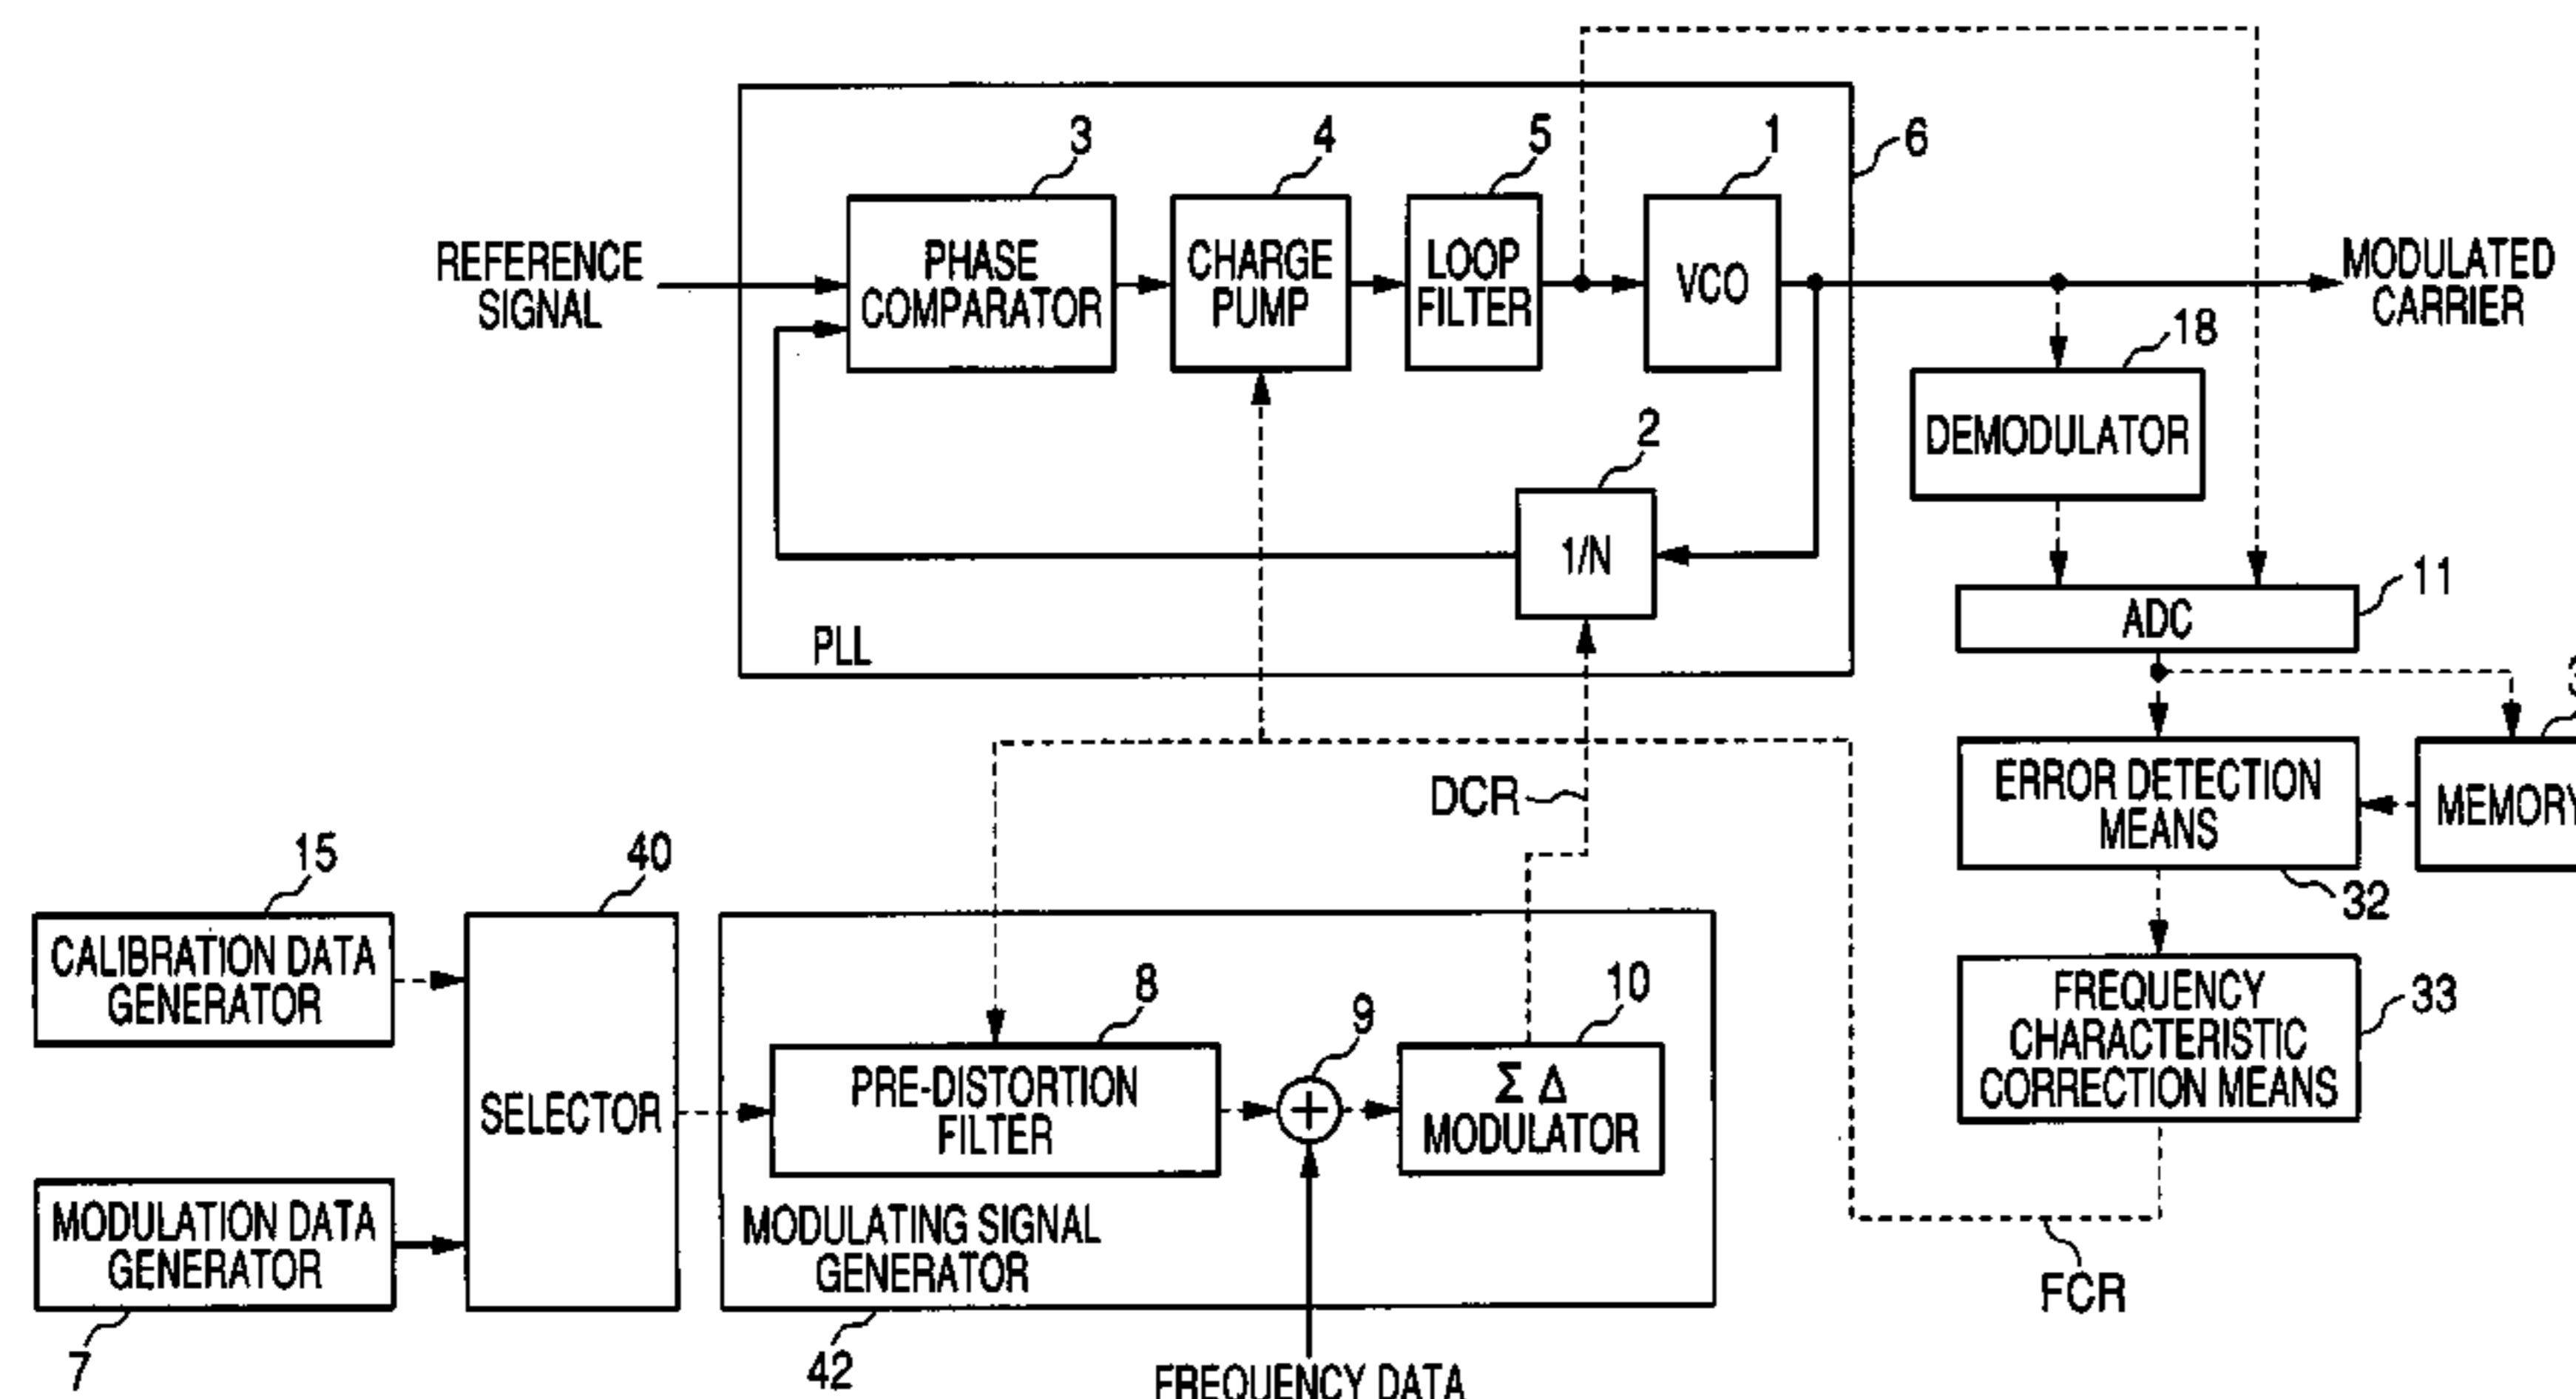 3
4
5
1
6
REFERENCE
SIGNAL
PHASE
COMPARATOR
CHARGE
PUMP
LOOP
FILTER
VCO
MODULATED
CARRIER
18
DEMODULATOR
2
1/N
11
ADC
PLL
DCR
ERROR DETECTION
MEANS
MEMORY
32
15
40
CALIBRATION DATA
GENERATOR
SELECTOR
8
9
10
PRE-DISTORTION
FILTER
+
Σ Δ
MODULATOR
FREQUENCY
CHARACTERISTIC
CORRECTION MEANS
33
MODULATION DATA
GENERATOR
MODULATING SIGNAL
GENERATOR
FCR
7
42
FREQUENCY DATA